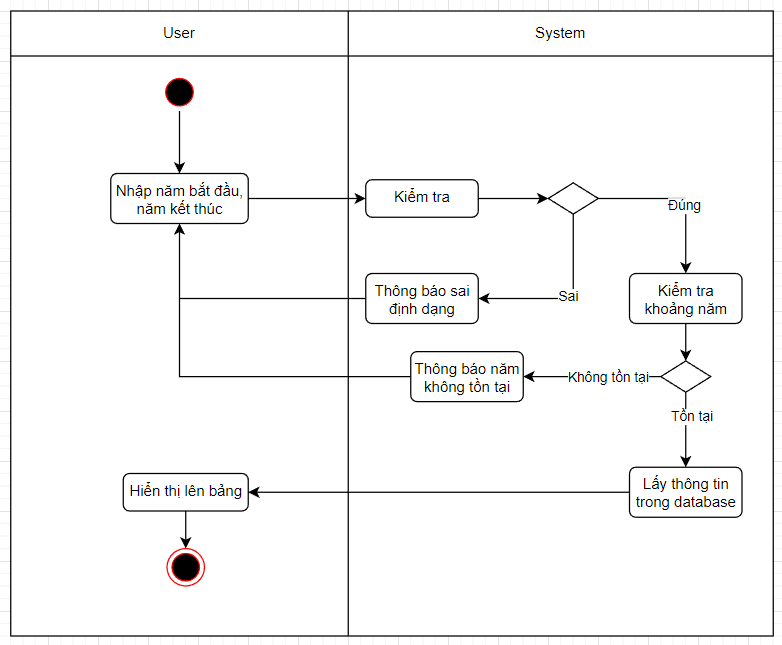 User
System
Nhập năm bắt đầu,
năm kết thúc
Kiểm tra
Đúng
Thông báo sai
định dạng
Sai
Kiểm tra
khoảng năm
Thông báo năm
không tồn tại
Không tồn tại
Tồn tại
Hiển thị lên bảng
Lấy thông tin
trong database